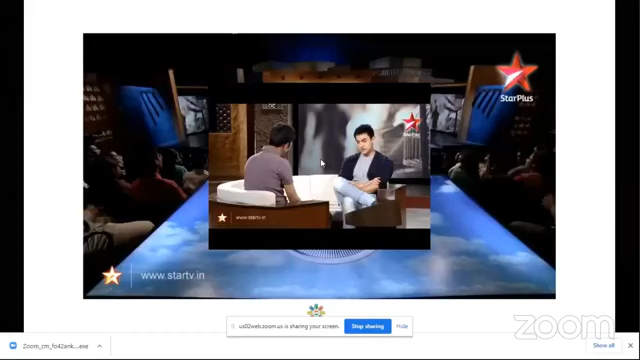 StarPlus
StarPlus
www.startv.in
www.startv.in
us02web.zoom.us is sharing your screen.
Stop sharing
Hide
zoom
Zoom_cm_fo42ank....exe
Show all